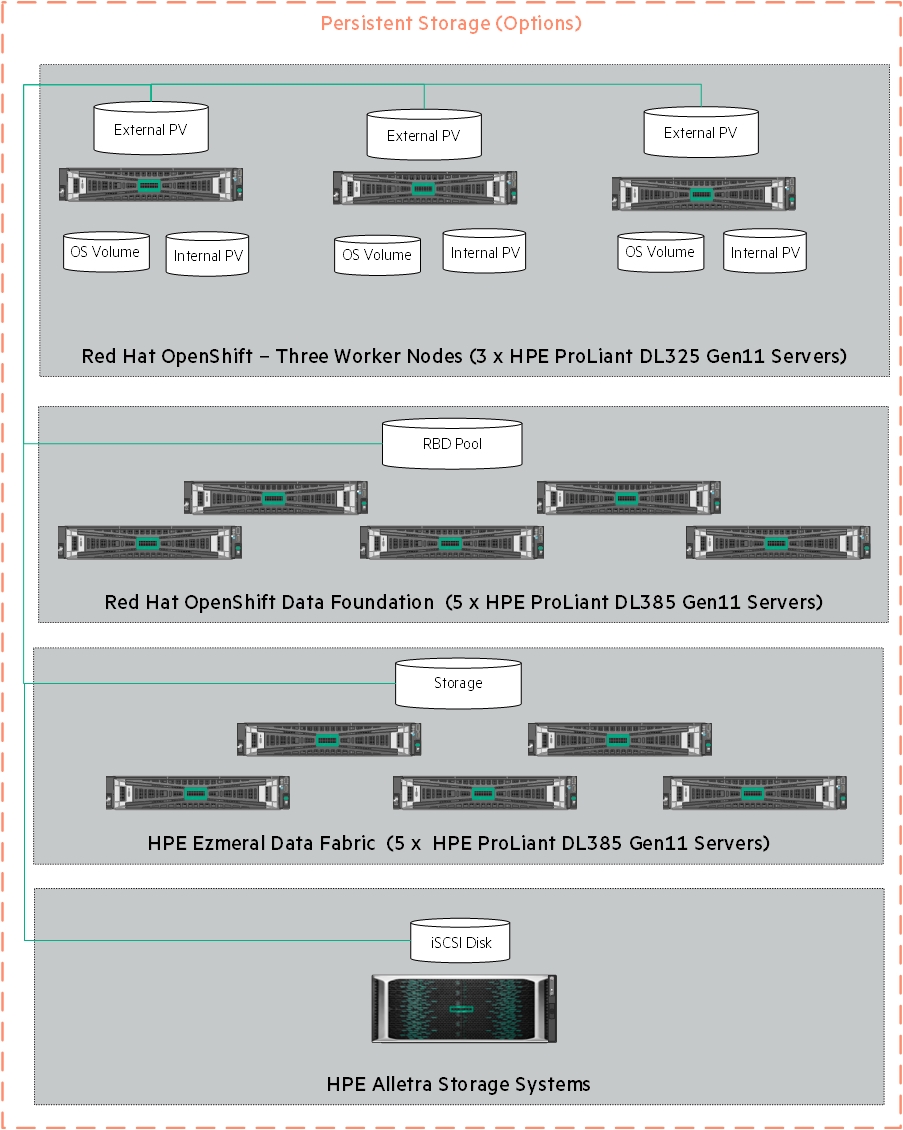 Persistent Storage (Options)
External PV
External PV
External PV
OS Volume
Internal PV
OS Volume
Internal PV
OS Volume
Internal PV
Red Hat OpenShift – Three Worker Nodes (3 x HPE ProLiant DL325 Gen11 Servers)
RBD Pool
Red Hat OpenShift Data Foundation (5 x HPE ProLiant DL385 Gen11 Servers)
Storage
HPE Ezmeral Data Fabric (5 x HPE ProLiant DL385 Gen11 Servers)
iSCSI Disk
HPE Alletra Storage Systems